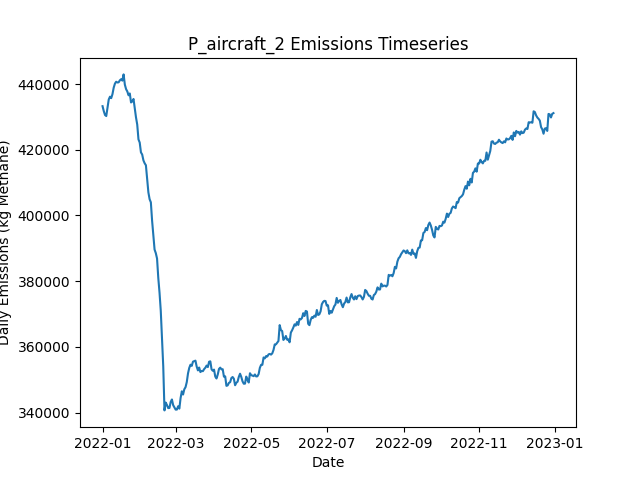 P_aircraft_2 Emissions Timeseries
Daily Emissions (kg Methane)
440000
420000
400000
380000
360000
340000
2022-01 2022-03 2022-05 2022-07 2022-09 2022-11 2023-01
Date